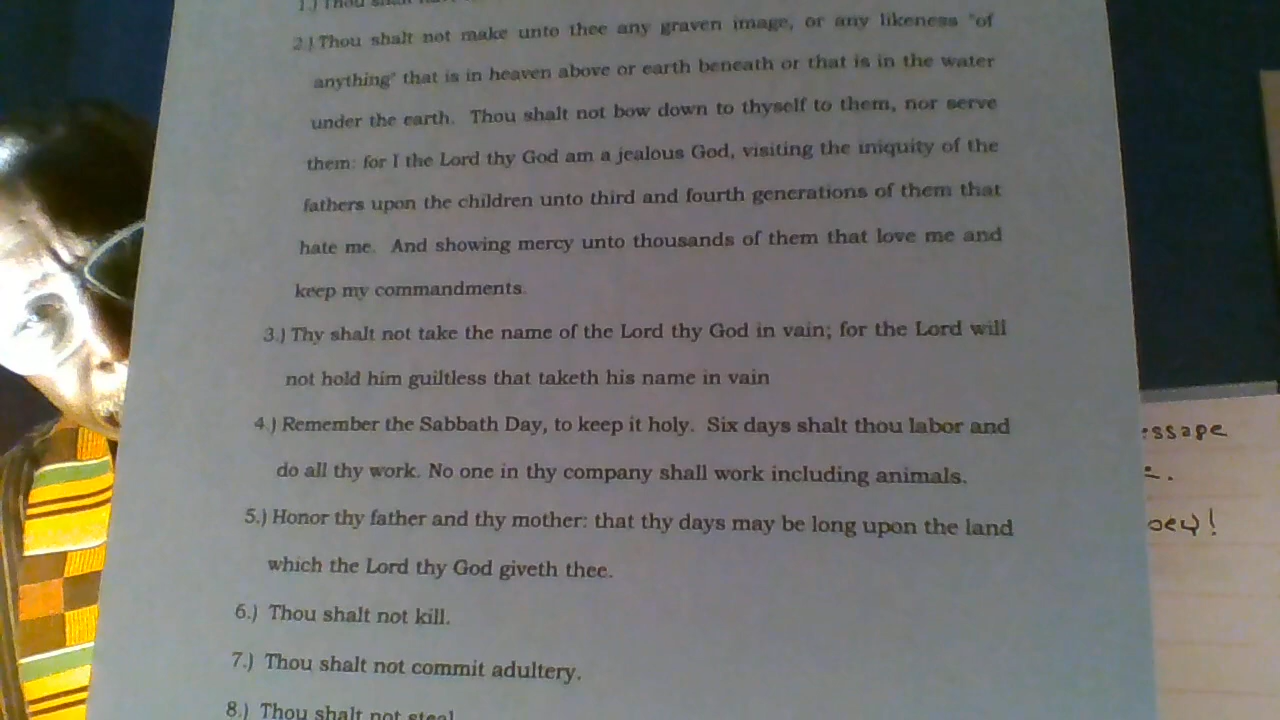 1.) Thou shalt
2.) Thou shalt not make unto thee any graven image, or any likeness "of
anything" that is in heaven above or earth beneath or that is in the water
under the earth. Thou shalt not bow down to thyself to them, nor serve
them: for I the Lord thy God am a jealous God, visiting the iniquity of the
fathers upon the children unto third and fourth generations of them that
hate me. And showing mercy unto thousands of them that love me and
keep my commandments.
3.) Thy shalt not take the name of the Lord thy God in vain; for the Lord will
not hold him guiltless that taketh his name in vain
4.) Remember the Sabbath Day, to keep it holy. Six days shalt thou labor and
do all thy work. No one in thy company shall work including animals.
5.) Honor thy father and thy mother: that thy days may be long upon the land
which the Lord thy God giveth thee.
6.) Thou shalt not kill.
7.) Thou shalt not commit adultery.
8.) Thou shalt not steal